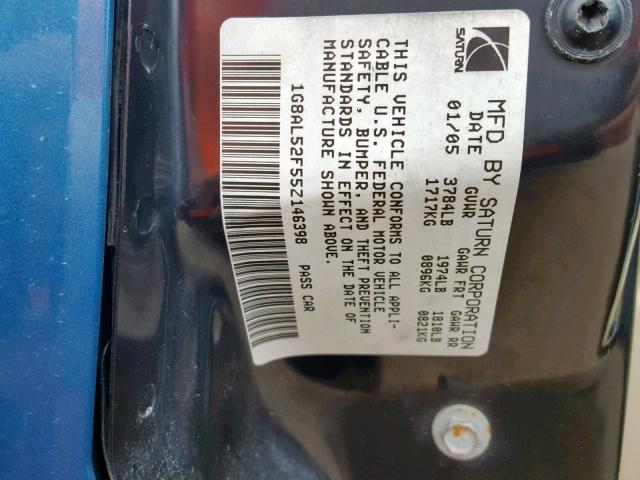 SATURN
MFD BY SATURN CORPORATION
DATE GVWR GAWR FRT GAWR RR
01/05 3784LB 1974LB 1810LB
1717KG 0896KG 0821KG
THIS VEHICLE CONFORMS TO ALL APPLI-
CABLE U.S. FEDERAL MOTOR VEHICLE
SAFETY, BUMPER, AND THEFT PREVENTION
STANDARDS IN EFFECT ON THE DATE OF
MANUFACTURE SHOWN ABOVE.
1G8AL52F55Z146398 PASS CAR